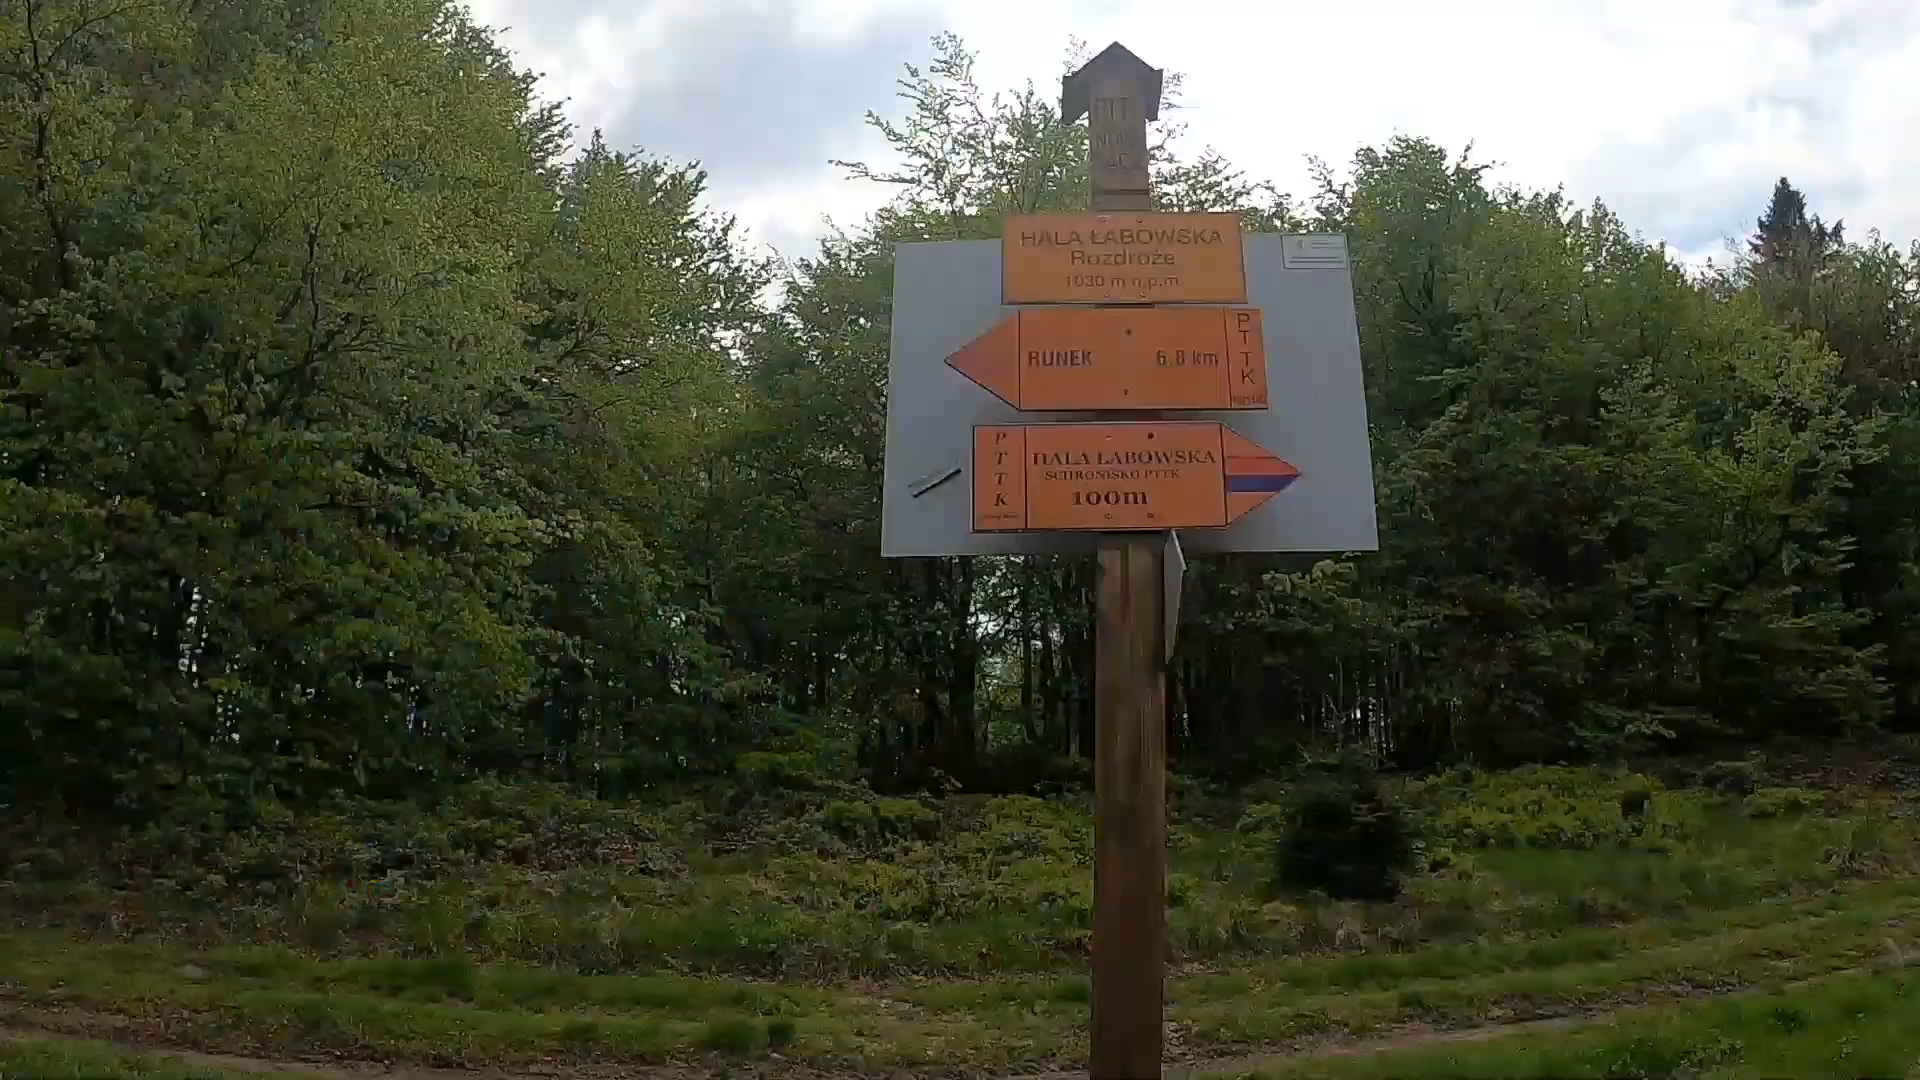 HALA ŁABOWSKA
Rozdroże
1030 m n.p.m.
RUNEK 6.8 km
PTTK
PTTK
HALA ŁABOWSKA
SCHRONISKO PTTK
100m